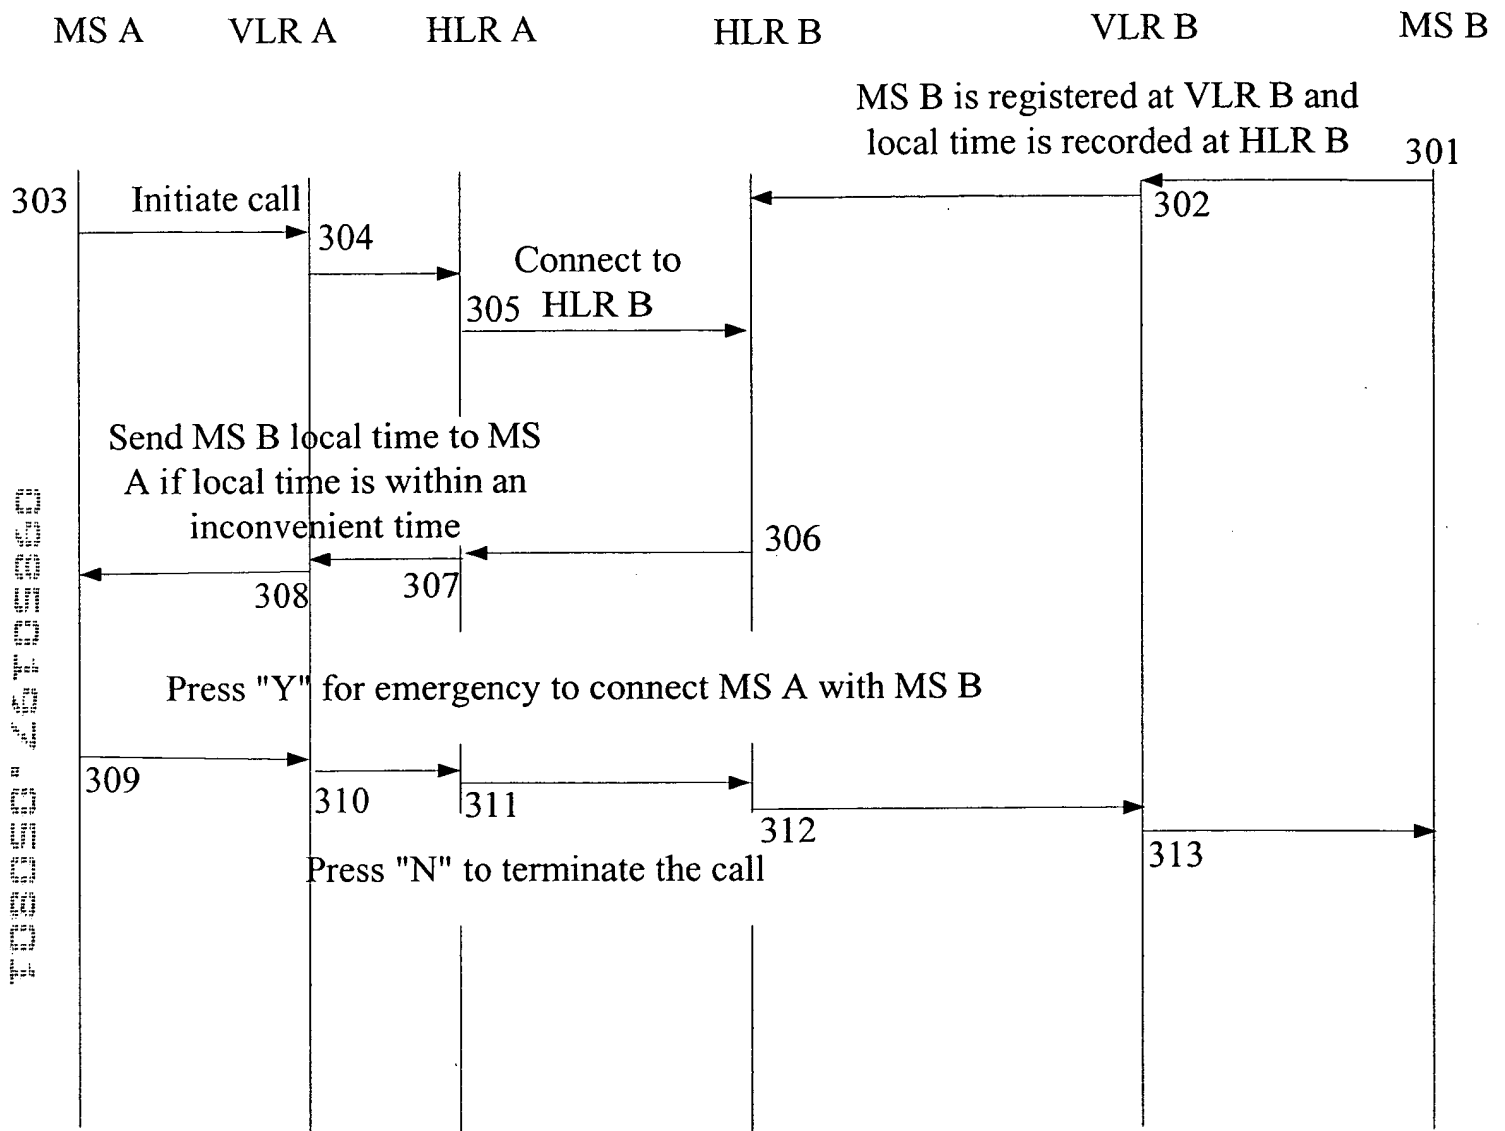 MS A VLR A HLR A HLR B VLR B MS B
MS B is registered at VLR B and
local time is recorded at HLR B
301
302
303 Initiate call
304
Connect to
305 HLR B
Send MS B local time to MS
A if local time is within an
inconvenient time
306
307
308
Press "Y" for emergency to connect MS A with MS B
309
310
311
312
313
Press "N" to terminate the call